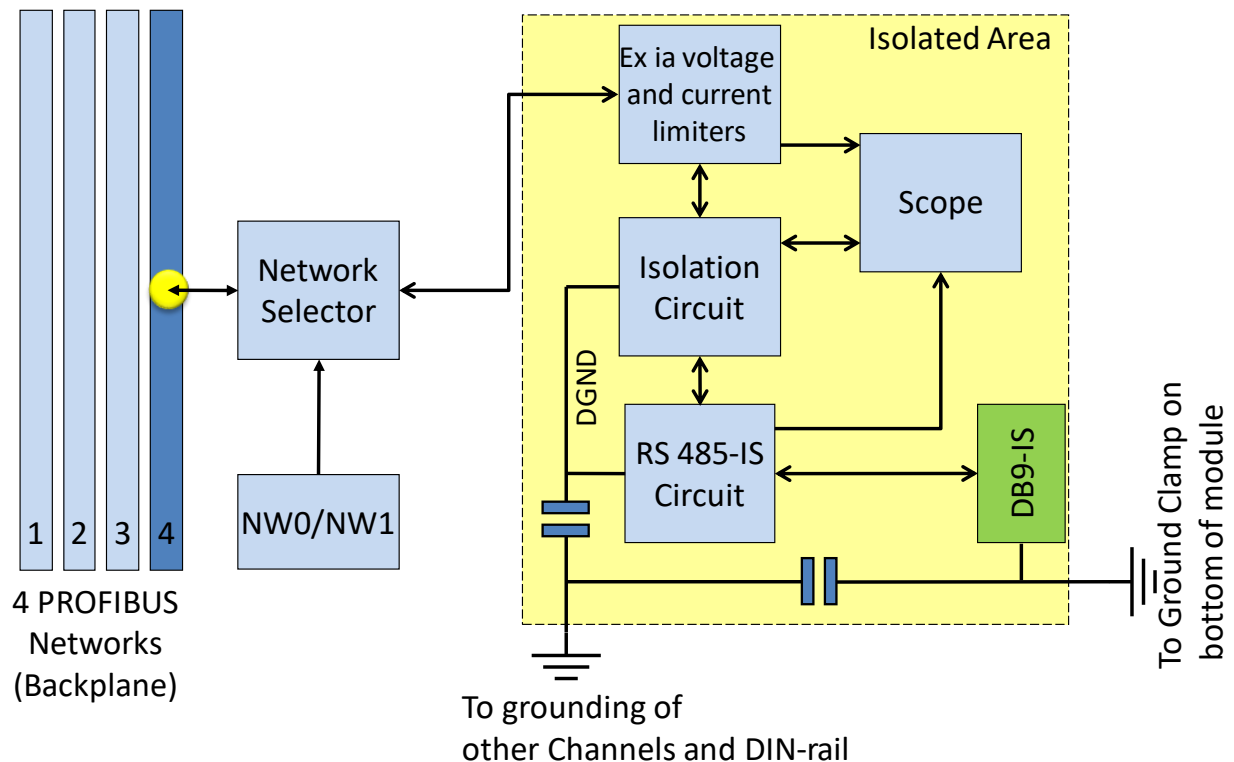 Isolated Area
Ex ia voltage
and current
limiters
Scope
Network
Selector
Isolation
Circuit
DGND
RS 485-IS
Circuit
DB9-IS
NW0/NW1
1
2
3
4
4 PROFIBUS
Networks
(Backplane)
To Ground Clamp on
bottom of module
To grounding of
other Channels and DIN-rail